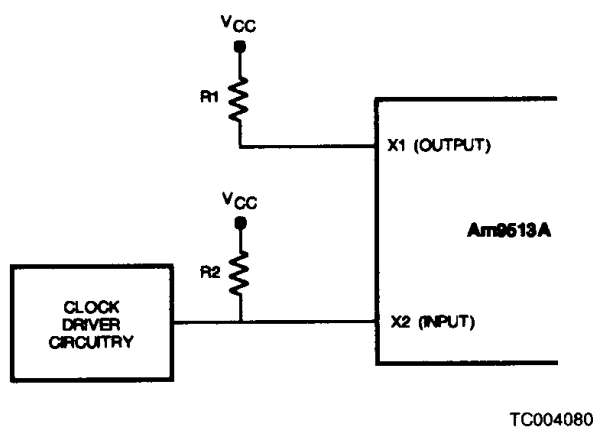 VCC
R1
X1 (OUTPUT)
VCC
Am9513A
R2
CLOCK
DRIVER
CIRCUITRY
X2 (INPUT)
TC004080